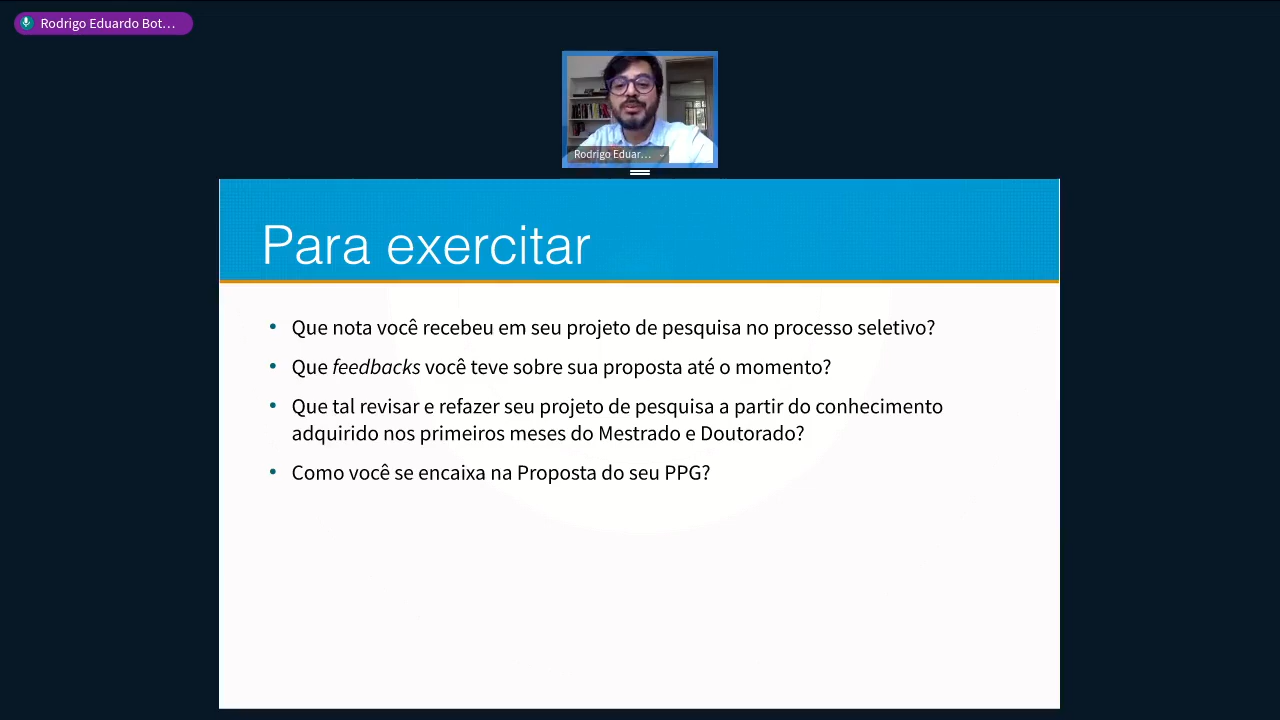 Rodrigo Eduardo Bot...
Rodrigo Eduar...
Para exercitar
• Que nota você recebeu em seu projeto de pesquisa no processo seletivo?
• Que feedbacks você teve sobre sua proposta até o momento?
• Que tal revisar e refazer seu projeto de pesquisa a partir do conhecimento
adquirido nos primeiros meses do Mestrado e Doutorado?
• Como você se encaixa na Proposta do seu PPG?